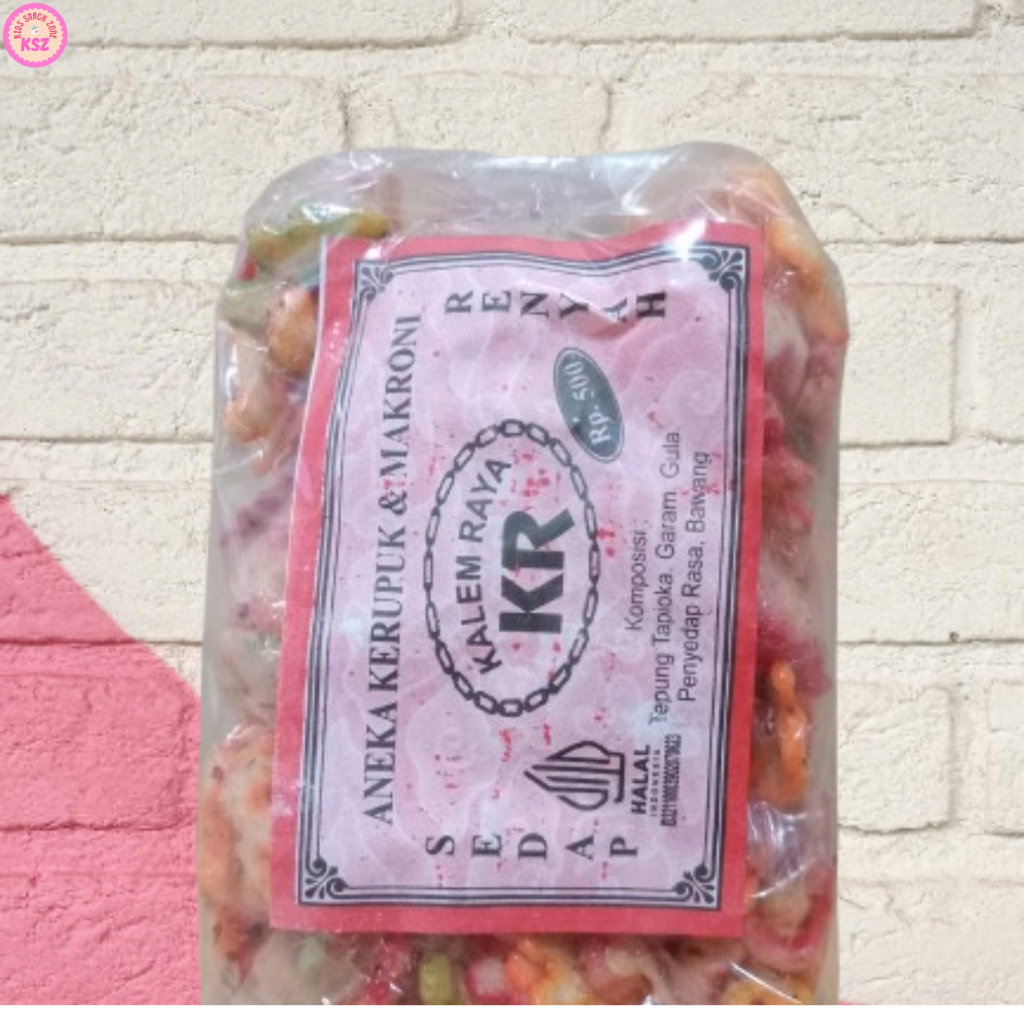 KIDS SNACK ZONE
KSZ
ANEKA KERUPUK & MAKRONI
SEDAP
RENYAH
KALEM RAYA
KR
Rp. 500
Komposisi :
Tepung Tapioka, Garam Gula
Penyedap Rasa, Bawang
HALAL
INDONESIA